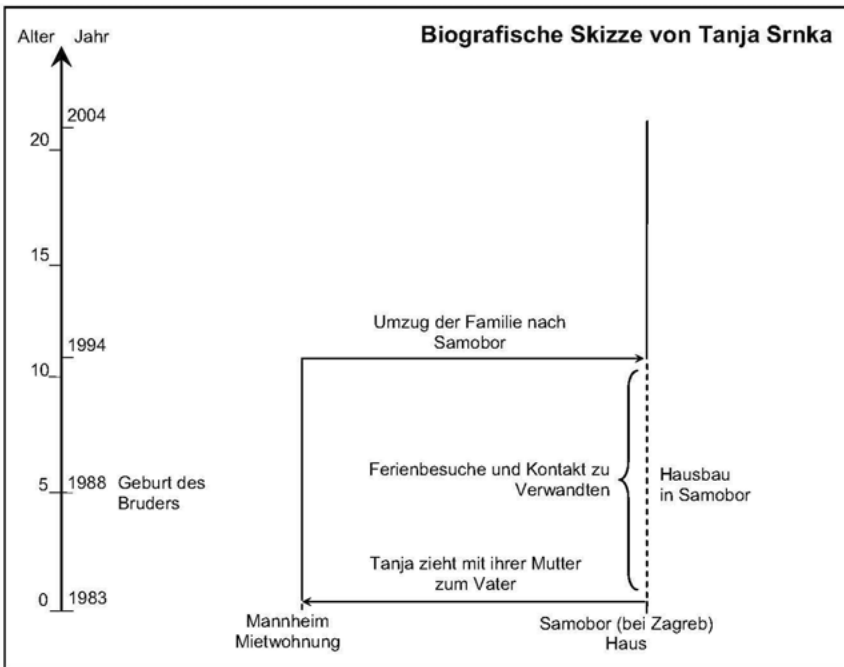 Biografische Skizze von Tanja Srnka
Alter Jahr
2004
20
15
Umzug der Familie nach
Samobor
1994
10
Ferienbesuche und Kontakt zu
Verwandten
Hausbau
in Samobor
5
1988
Geburt des
Bruders
Tanja zieht mit ihrer Mutter
zum Vater
0
1983
Mannheim
Mietwohnung
Samobor (bei Zagreb)
Haus